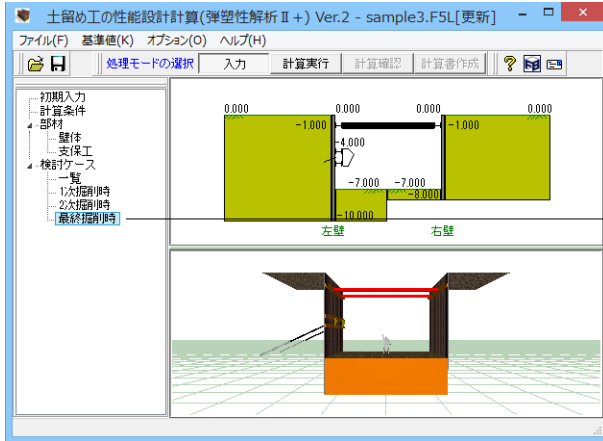 土留め工の性能設計計算(弾塑性解析Ⅱ+) Ver.2 - sample3.F5L[更新]
ファイル(F) 基準値(K) オプション(O) ヘルプ(H)
処理モードの選択 入力 計算実行 計算確認 計算書作成
初期入力
計算条件
部材
壁体
支保工
検討ケース
一覧
1次掘削時
2次掘削時
最終掘削時
0.000 0.000 0.000 0.000
-1.000 -1.000
-4.000
-7.000 -7.000
-8.000
-10.000
左壁 右壁